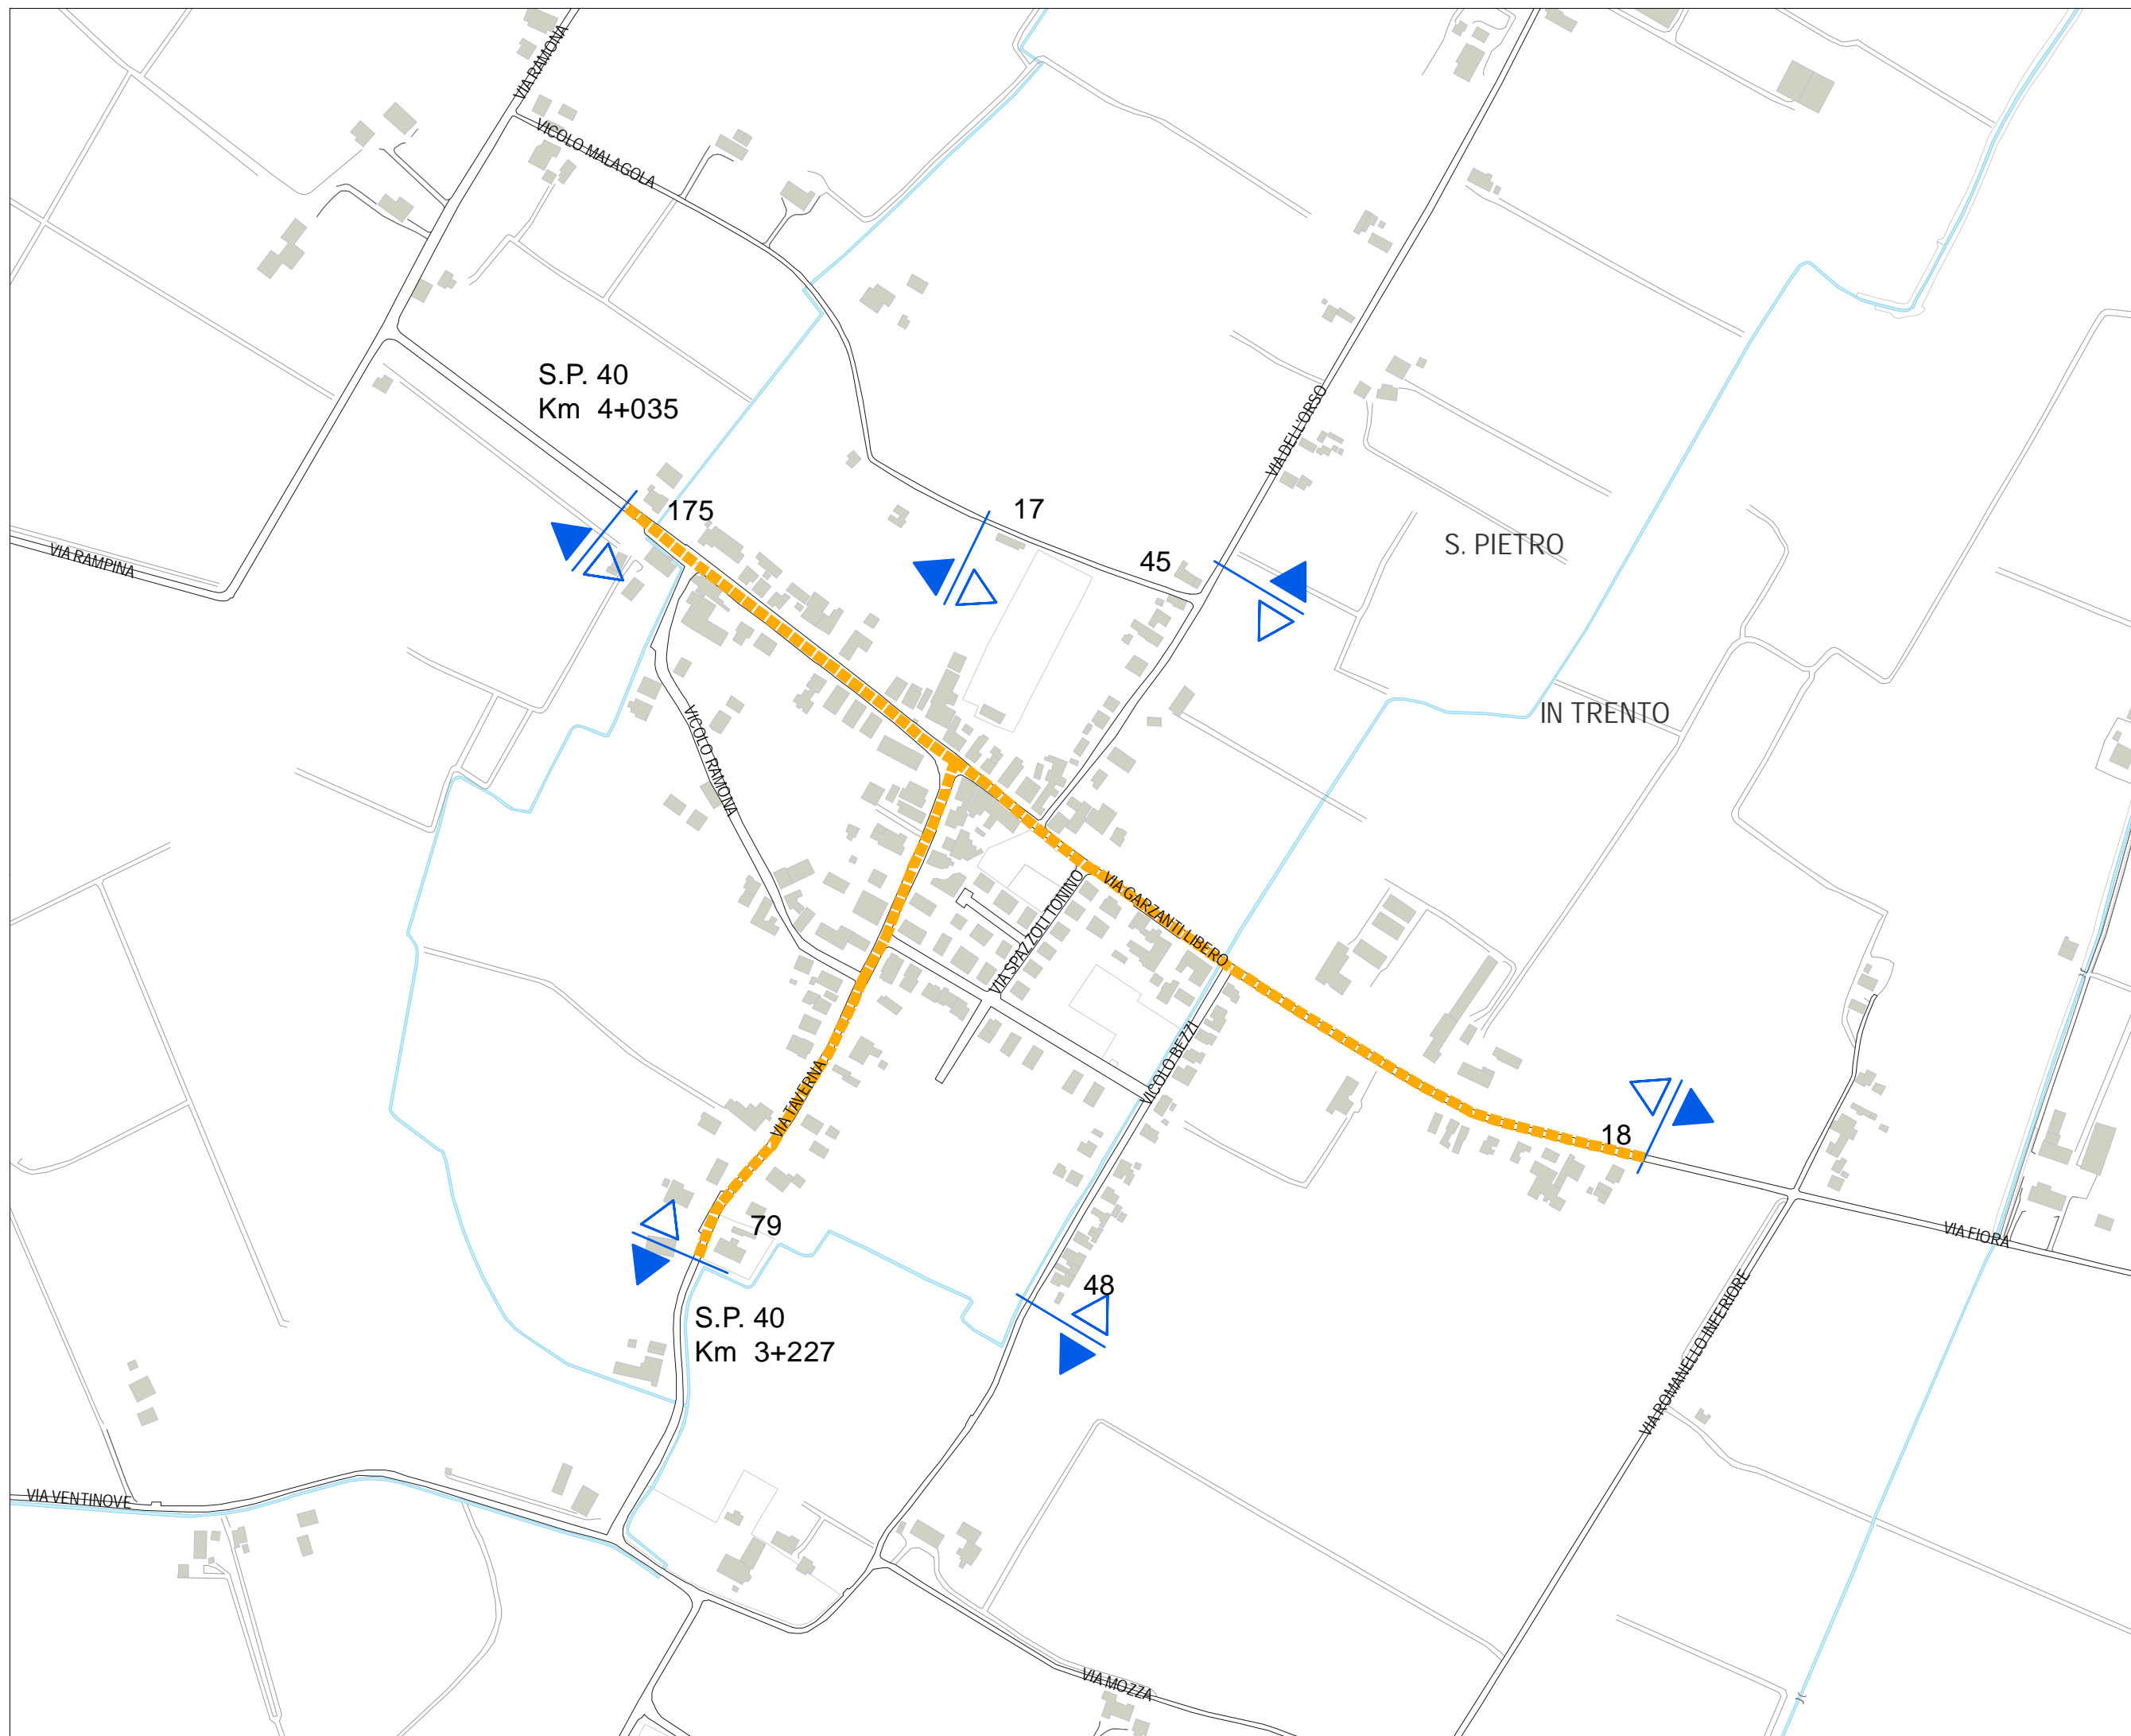 VIA RAMONA
VICOLO MALAGOLA
S.P. 40
Km 4+035
VIA DELL'ORSO
175
17
45
S. PIETRO
VIA RAMPINA
IN TRENTO
VICOLO RAMONA
VIA GARZANTI LIBERO
VIA SPAZZOLI TONINO
VICOLO BEZZI
VIA TAVERNA
18
79
VIA FIORA
48
S.P. 40
Km 3+227
VIA ROMANELLO INFERIORE
VIA VENTINOVE
VIA MOZZA